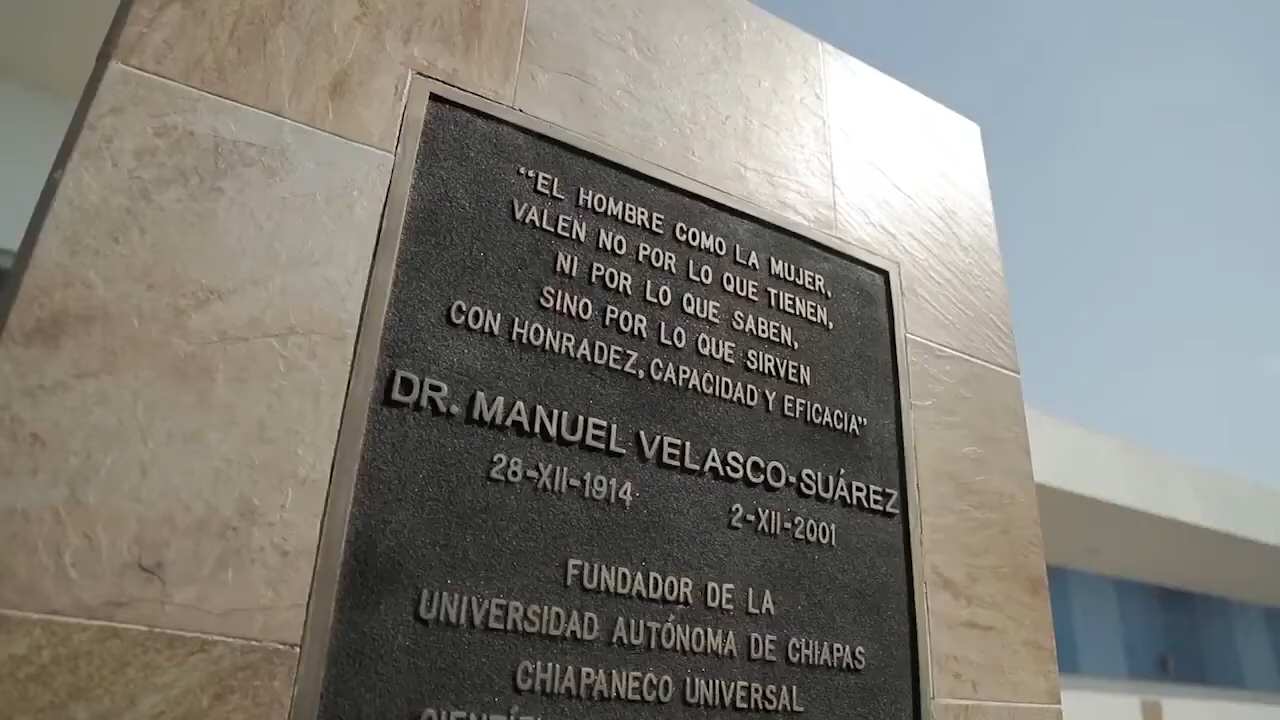 “EL HOMBRE COMO LA MUJER,
VALEN NO POR LO QUE TIENEN,
NI POR LO QUE SABEN,
SINO POR LO QUE SIRVEN
CON HONRADEZ, CAPACIDAD Y EFICACIA”
DR. MANUEL VELASCO-SUÁREZ
28-XII-1914 2-XII-2001
FUNDADOR DE LA
UNIVERSIDAD AUTÓNOMA DE CHIAPAS
CHIAPANECO UNIVERSAL